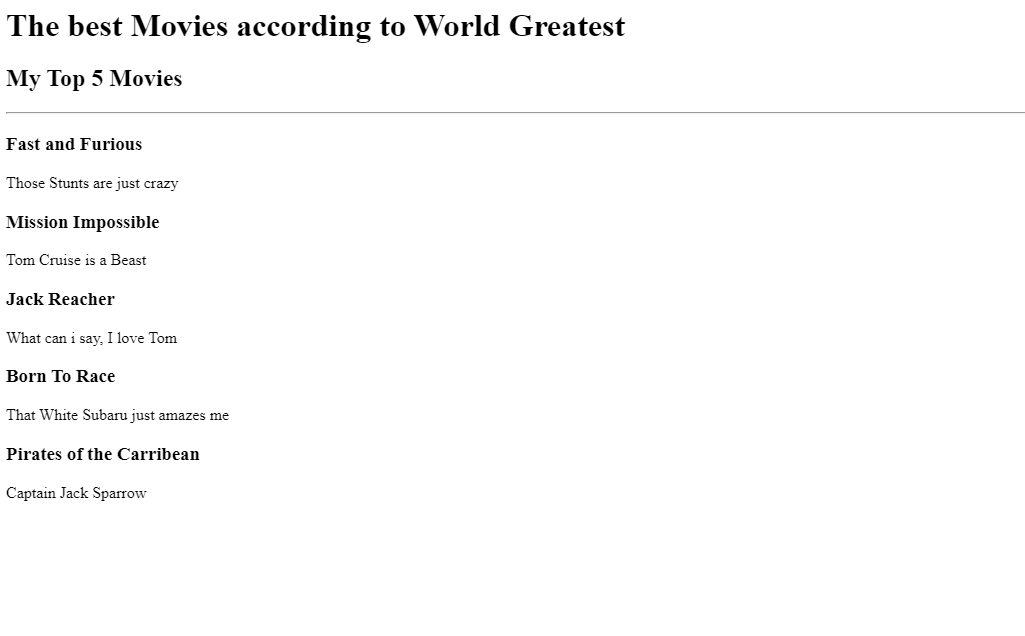 The best Movies according to World Greatest
My Top 5 Movies
Fast and Furious
Those Stunts are just crazy
Mission Impossible
Tom Cruise is a Beast
Jack Reacher
What can i say, I love Tom
Born To Race
That White Subaru just amazes me
Pirates of the Carribean
Captain Jack Sparrow